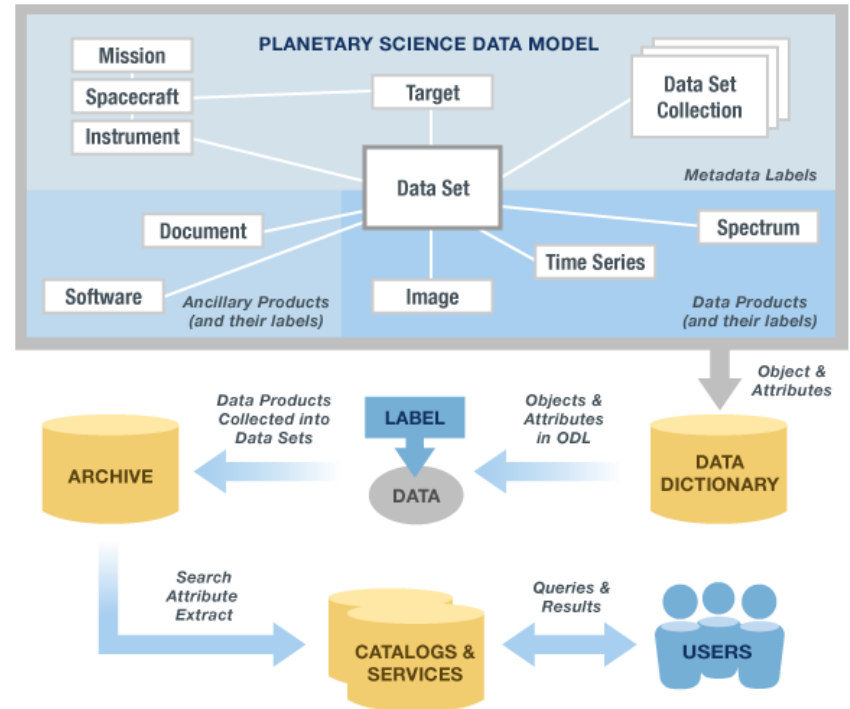 PLANETARY SCIENCE DATA MODEL
Mission
Spacecraft
Instrument
Target
Data Set
Collection
Metadata Labels
Data Set
Document
Software
Ancillary Products
(and their labels)
Image
Time Series
Spectrum
Data Products
(and their labels)
Object &
Attributes
DATA
DICTIONARY
Objects &
Attributes
in ODL
LABEL
DATA
Data Products
Collected into
Data Sets
ARCHIVE
Search
Attribute
Extract
CATALOGS &
SERVICES
Queries &
Results
USERS